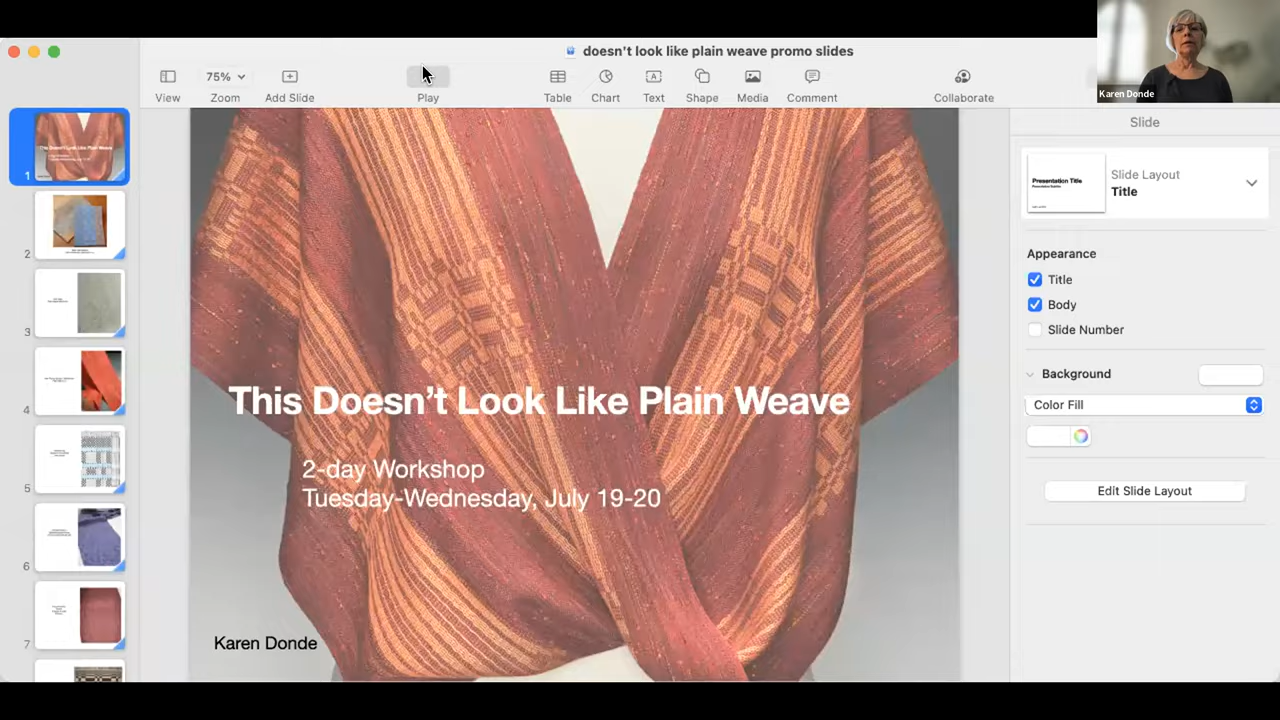 doesn't look like plain weave promo slides
75%
View
Zoom
Add Slide
Play
Table
Chart
Text
Shape
Media
Comment
Collaborate
Karen Donde
Slide
1
2
3
4
5
6
7
This Doesn't Look Like Plain Weave
2-day Workshop
Tuesday-Wednesday, July 19-20
Karen Donde
Presentation Title
Slide Layout
Title
Appearance
Title
Body
Slide Number
Background
Color Fill
Edit Slide Layout